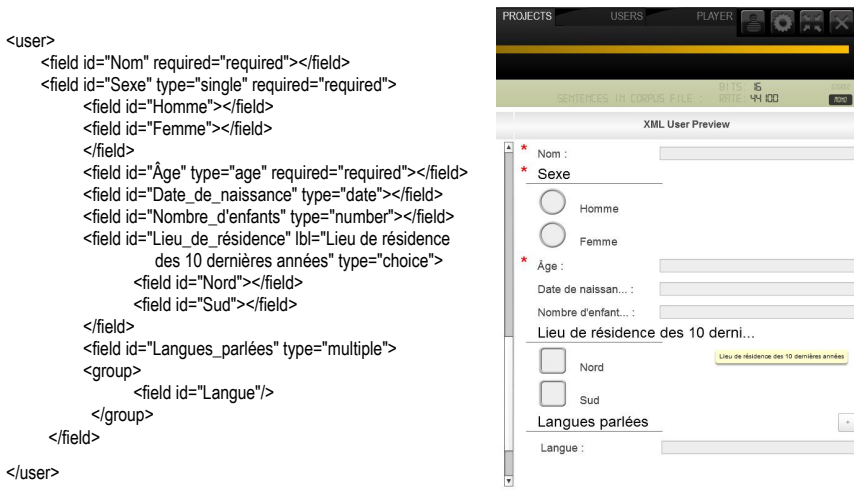 <user>
<field id="Nom" required="required"></field>
<field id="Sexe" type="single" required="required">
<field id="Homme"></field>
<field id="Femme"></field>
</field>
<field id="Âge" type="age" required="required"></field>
<field id="Date_de_naissance" type="date"></field>
<field id="Nombre_d'enfants" type="number"></field>
<field id="Lieu_de_résidence" lbl="Lieu de résidence
des 10 dernières années" type="choice">
<field id="Nord"></field>
<field id="Sud"></field>
</field>
<field id="Langues_parlées" type="multiple">
<group>
<field id="Langue"/>
</group>
</field>
</user>
PROJECTS USERS PLAYER
BITS: 16
SENTENCES IN CORPUS FILE : RATE: 44100 MONO
XML User Preview
* Nom :
* Sexe
Homme
Femme
* Âge :
Date de naissan... :
Nombre d'enfant... :
Lieu de résidence des 10 derni...
Lieu de résidence des 10 dernières années
Nord
Sud
Langues parlées +
Langue :